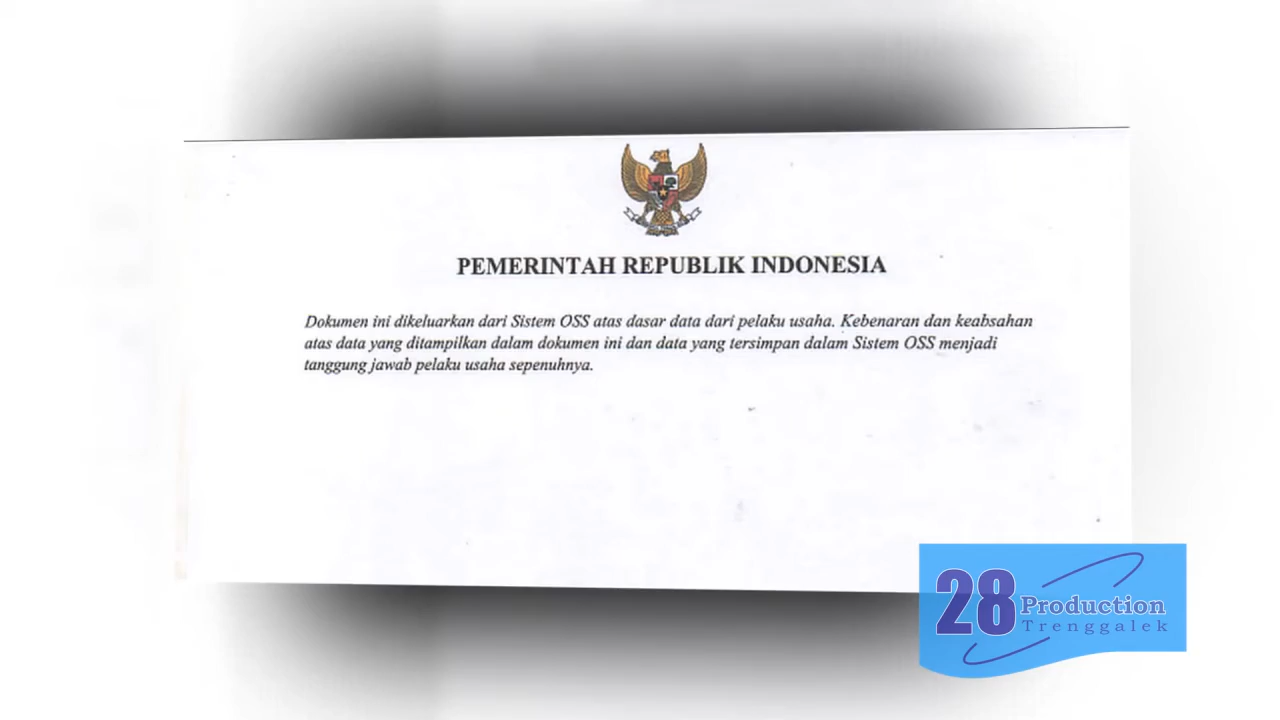 PEMERINTAH REPUBLIK INDONESIA
Dokumen ini dikeluarkan dari Sistem OSS atas dasar data dari pelaku usaha. Kebenaran dan keabsahan
atas data yang ditampilkan dalam dokumen ini dan data yang tersimpan dalam Sistem OSS menjadi
tanggung jawab pelaku usaha sepenuhnya.
28 Production
Trenggalek